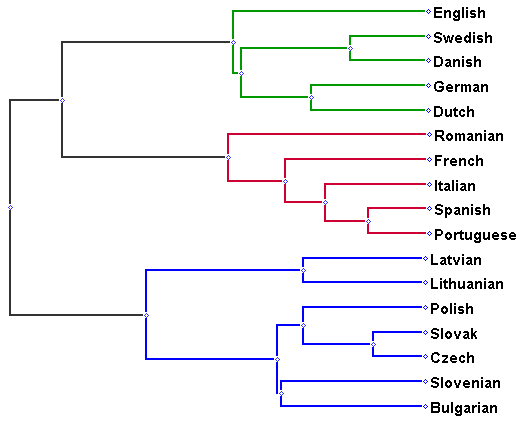 English
Swedish
Danish
German
Dutch
Romanian
French
Italian
Spanish
Portuguese
Latvian
Lithuanian
Polish
Slovak
Czech
Slovenian
Bulgarian